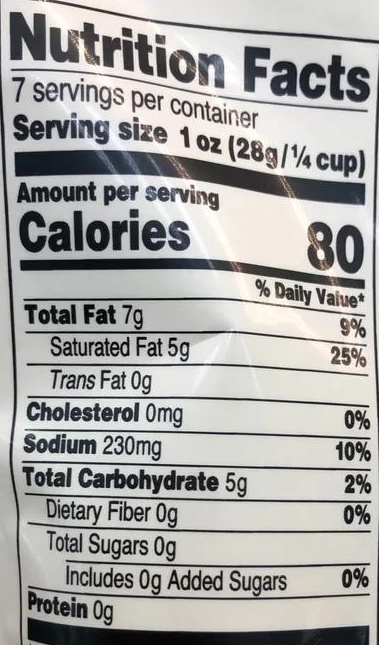 Nutrition Facts
7 servings per container
Serving size 1 oz (28g/¼ cup)
Amount per serving
Calories 80
% Daily Value*
Total Fat 7g 9%
Saturated Fat 5g 25%
Trans Fat 0g
Cholesterol 0mg 0%
Sodium 230mg 10%
Total Carbohydrate 5g 2%
Dietary Fiber 0g 0%
Total Sugars 0g
Includes 0g Added Sugars 0%
Protein 0g